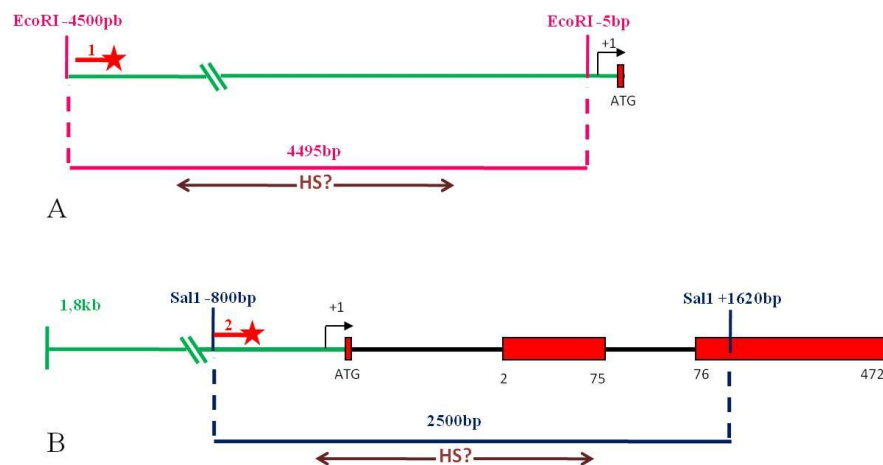 EcoRI -4500pb
EcoRI -5bp
1
+1
ATG
4495bp
HS?
A
1,8kb
Sal1 -800bp
Sal1 +1620bp
2
+1
ATG
2
75
76
472
2500bp
HS?
B